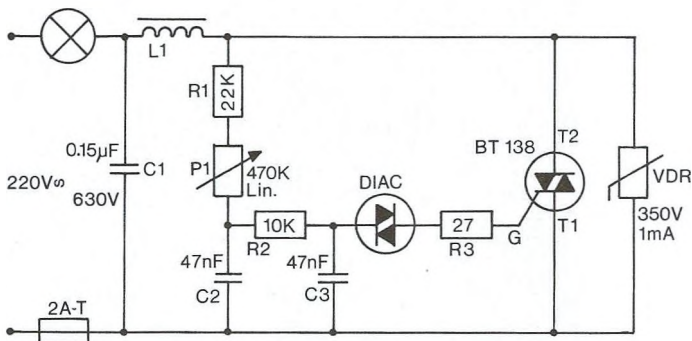 L1
R1
22K
0.15µF
C1
630V
220V∽
P1
470K
Lin.
DIAC
BT 138
T2
T1
G
VDR
350V
1mA
10K
R2
27
R3
47nF
C2
47nF
C3
2A-T